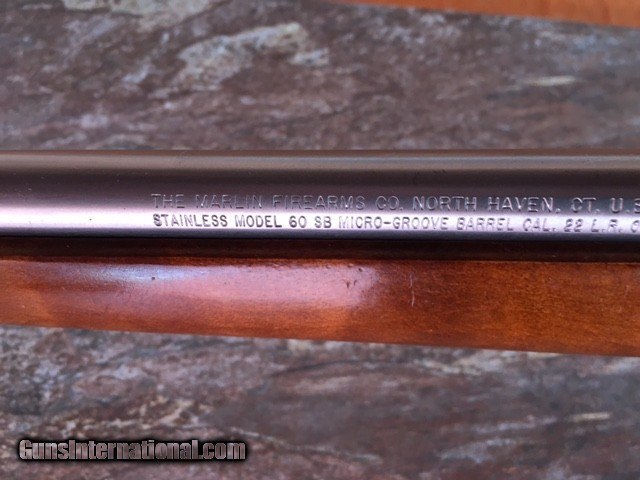 THE MARLIN FIREARMS CO. NORTH HAVEN, CT. U.S
STAINLESS MODEL 60 SB MICRO-GROOVE BARREL CAL. 22 L.R. O
GunsInternational.com